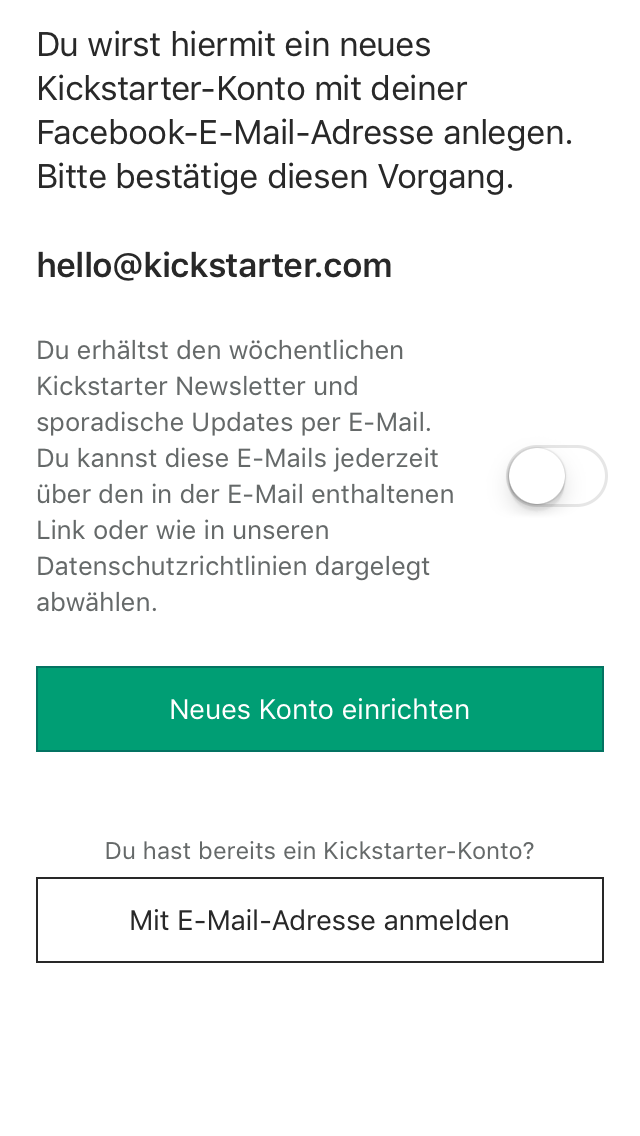 Du wirst hiermit ein neues
Kickstarter-Konto mit deiner
Facebook-E-Mail-Adresse anlegen.
Bitte bestätige diesen Vorgang.
hello@kickstarter.com
Du erhältst den wöchentlichen
Kickstarter Newsletter und
sporadische Updates per E-Mail.
Du kannst diese E-Mails jederzeit
über den in der E-Mail enthaltenen
Link oder wie in unseren
Datenschutzrichtlinien dargelegt
abwählen.
Neues Konto einrichten
Du hast bereits ein Kickstarter-Konto?
Mit E-Mail-Adresse anmelden